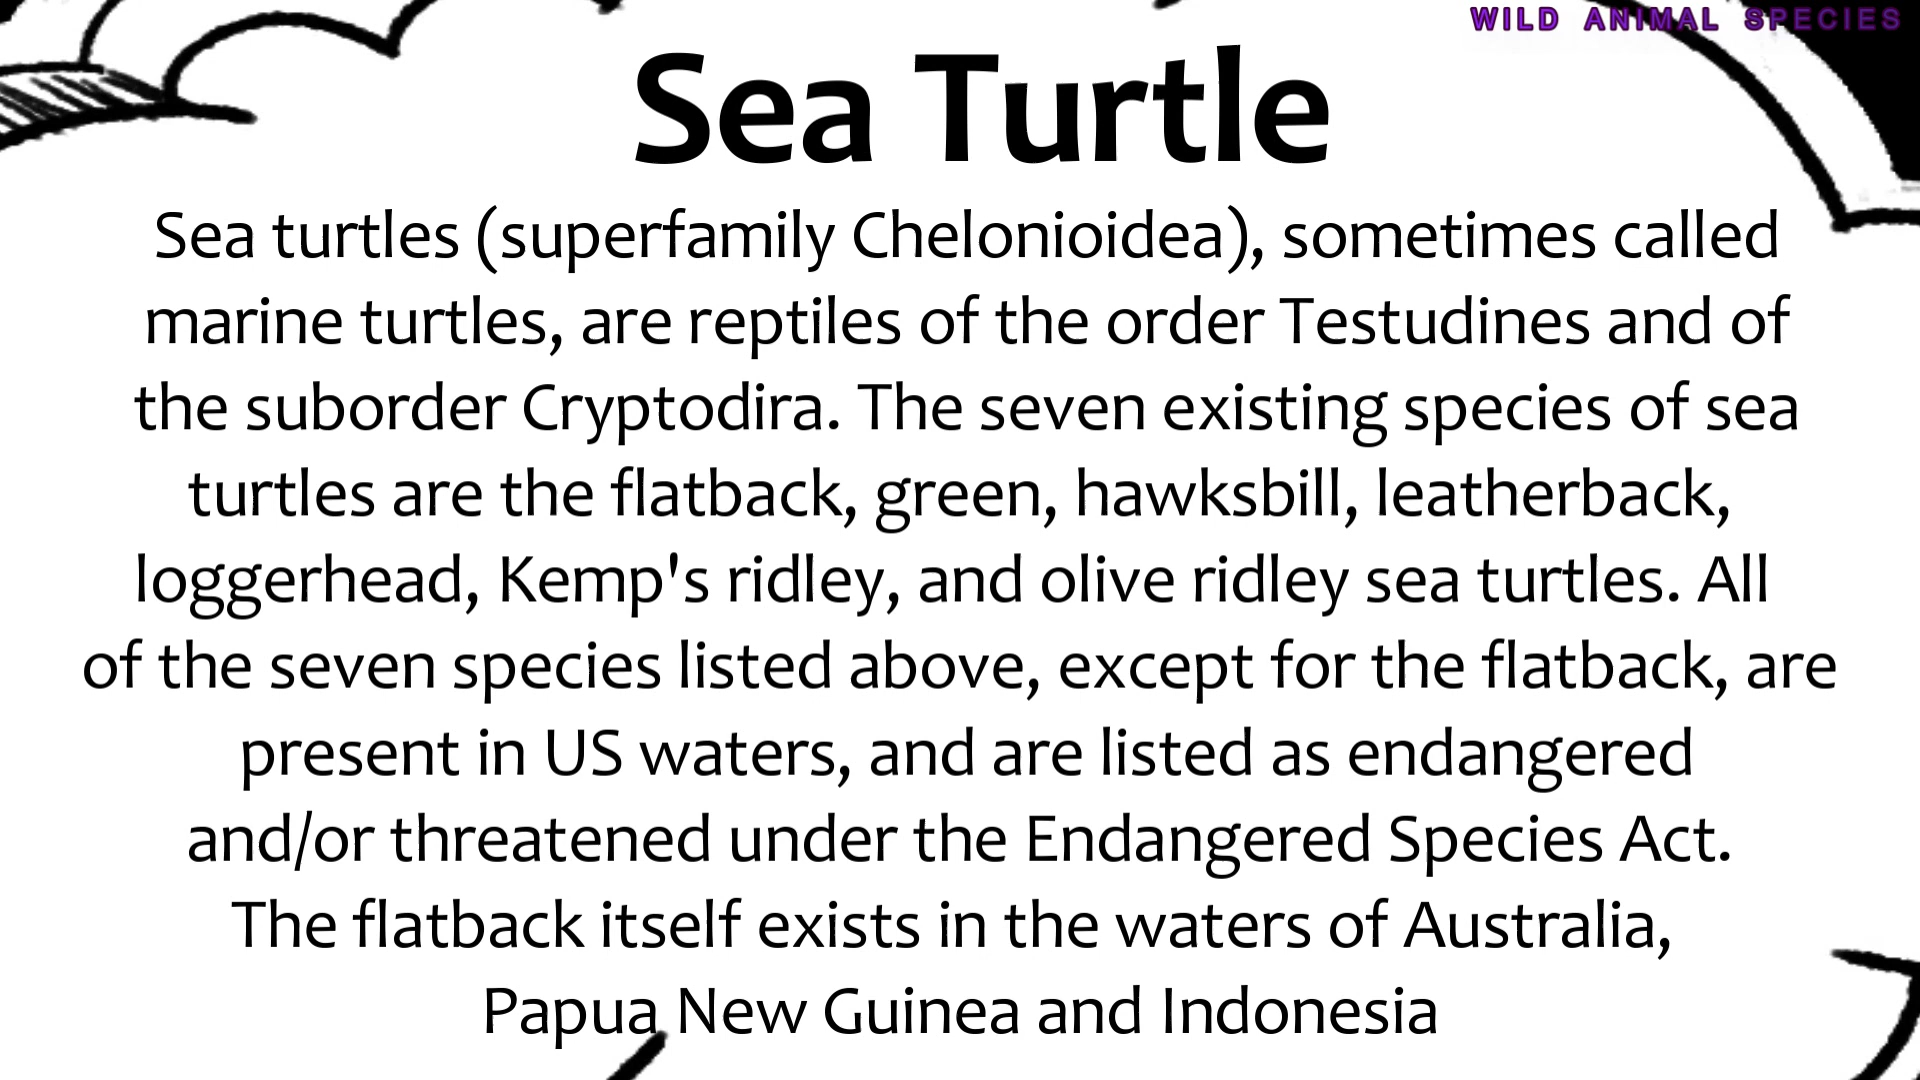 WILD ANIMAL SPECIES
Sea Turtle
Sea turtles (superfamily Chelonioidea), sometimes called
marine turtles, are reptiles of the order Testudines and of
the suborder Cryptodira. The seven existing species of sea
turtles are the flatback, green, hawksbill, leatherback,
loggerhead, Kemp's ridley, and olive ridley sea turtles. All
of the seven species listed above, except for the flatback, are
present in US waters, and are listed as endangered
and/or threatened under the Endangered Species Act.
The flatback itself exists in the waters of Australia,
Papua New Guinea and Indonesia